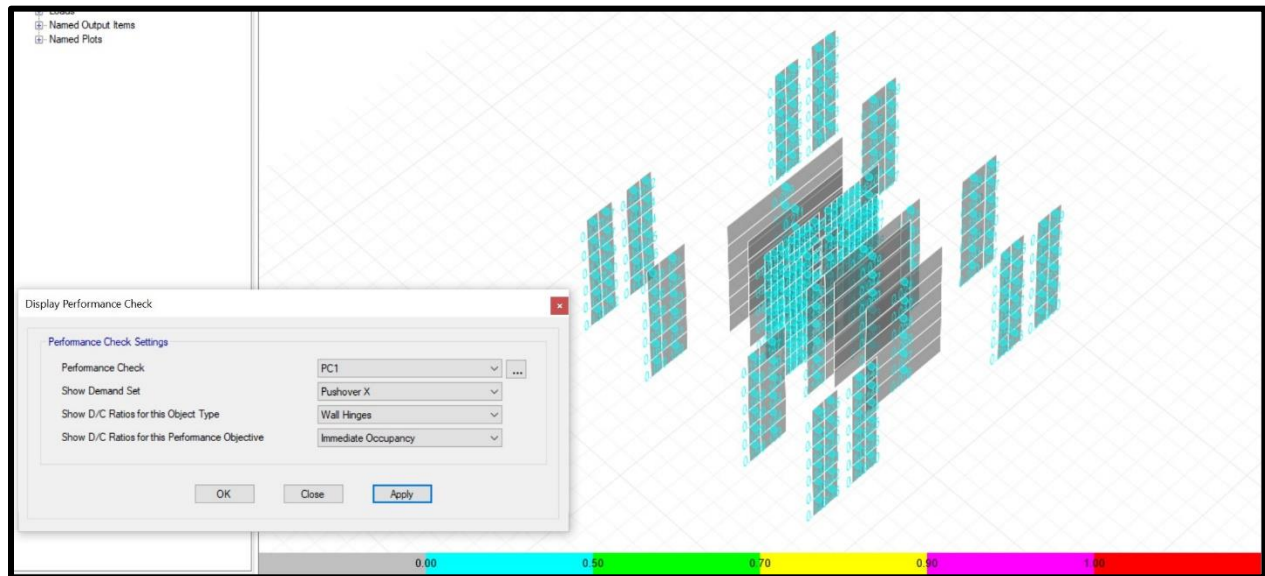 Loads
Named Output Items
Named Plots
Display Performance Check
Performance Check Settings
Performance Check PC1 ...
Show Demand Set Pushover X
Show D/C Ratios for this Object Type Wall Hinges
Show D/C Ratios for this Performance Objective Immediate Occupancy
OK Close Apply
0.00 0.50 0.70 0.90 1.00